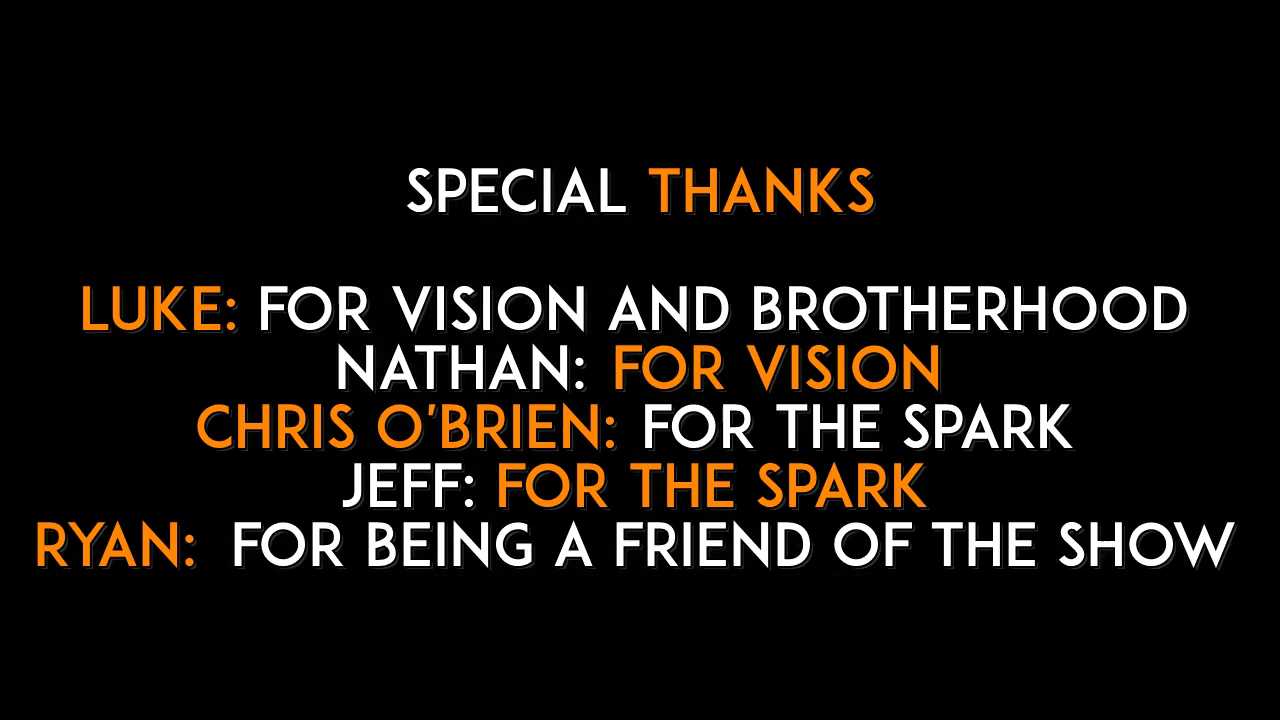 SPECIAL THANKS
LUKE: FOR VISION AND BROTHERHOOD
NATHAN: FOR VISION
CHRIS O'BRIEN: FOR THE SPARK
JEFF: FOR THE SPARK
RYAN: FOR BEING A FRIEND OF THE SHOW